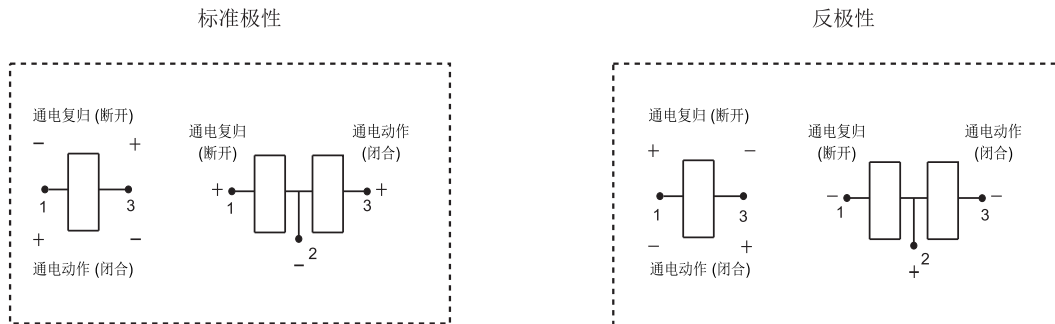 标准极性
通电复归 (断开)
− +
1 3
+ −
通电动作 (闭合)
通电复归
(断开)
通电动作
(闭合)
+ +
1 3
2
−
反极性
通电复归 (断开)
+ −
1 3
− +
通电动作 (闭合)
通电复归
(断开)
通电动作
(闭合)
− −
1 3
2
+